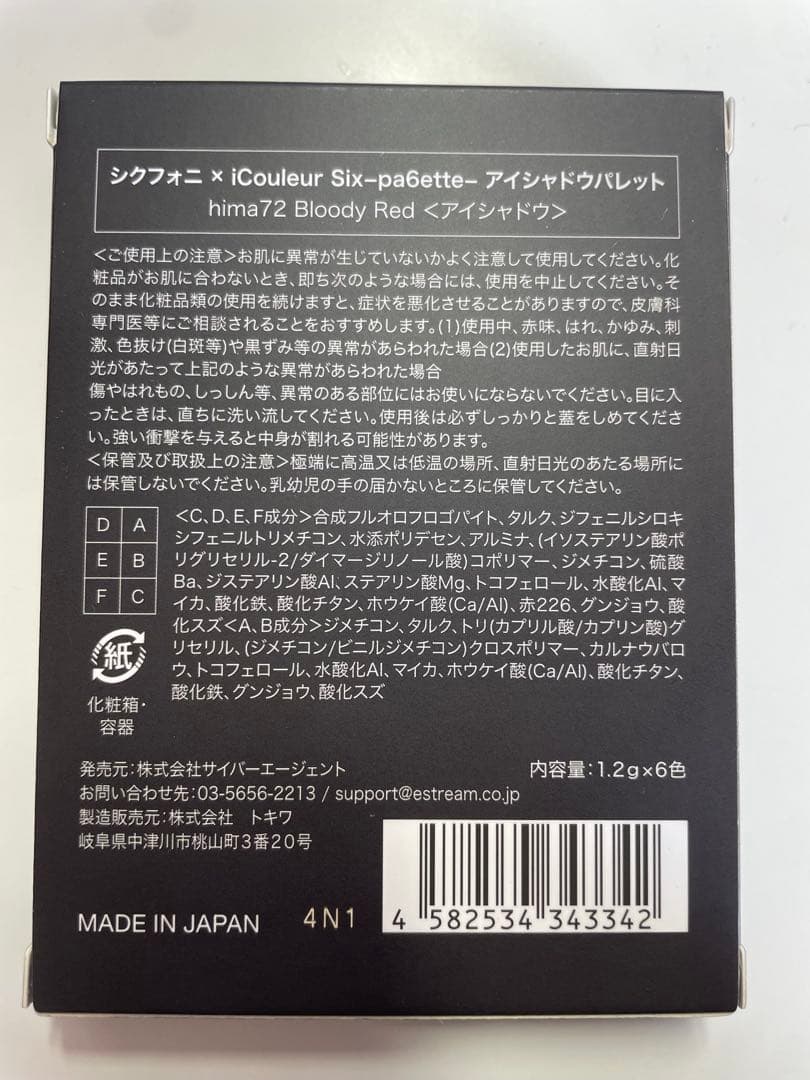 シクフォニ × iCouleur Six−pa6ette− アイシャドウパレット
hima72 Bloody Red <アイシャドウ>
<ご使用上の注意>お肌に異常が生じていないかよく注意して使用してください。化
粧品がお肌に合わないとき、即ち次のような場合には、使用を中止してください。そ
のまま化粧品類の使用を続けますと、症状を悪化させることがありますので、皮膚科
専門医等にご相談されることをおすすめします。(1)使用中、赤味、はれ、かゆみ、刺
激、色抜け(白斑等)や黒ずみ等の異常があらわれた場合(2)使用したお肌に、直射日
光があたって上記のような異常があらわれた場合
傷やはれもの、しっしん等、異常のある部位にはお使いにならないでください。目に入
ったときは、直ちに洗い流してください。使用後は必ずしっかりと蓋をしめてくださ
い。強い衝撃を与えると中身が割れる可能性があります。
<保管及び取扱上の注意>極端に高温又は低温の場所、直射日光のあたる場所に
は保管しないでください。乳幼児の手の届かないところに保管してください。
D A
E B
F C
<C、D、E、F成分>合成フルオロフロゴパイト、タルク、ジフェニルシロキ
シフェニルトリメチコン、水添ポリデセン、アルミナ、(イソステアリン酸ポ
リグリセリル-2/ダイマージリノール酸)コポリマー、ジメチコン、硫酸
Ba、ジステアリン酸Al、ステアリン酸Mg、トコフェロール、水酸化Al、マ
イカ、酸化鉄、酸化チタン、ホウケイ酸(Ca/Al)、赤226、グンジョウ、酸
化スズ<A、B成分>ジメチコン、タルク、トリ(カプリル酸/カプリン酸)グ
リセリル、(ジメチコン/ビニルジメチコン)クロスポリマー、カルナウバロ
ウ、トコフェロール、水酸化Al、マイカ、ホウケイ酸(Ca/Al)、酸化チタン、
酸化鉄、グンジョウ、酸化スズ
紙
化粧箱・
容器
発売元：株式会社サイバーエージェント
内容量：1.2g×6色
お問い合わせ先：03-5656-2213 / support@estream.co.jp
製造販売元：株式会社 トキワ
岐阜県中津川市桃山町3番20号
MADE IN JAPAN
4N1
4 582534 343342